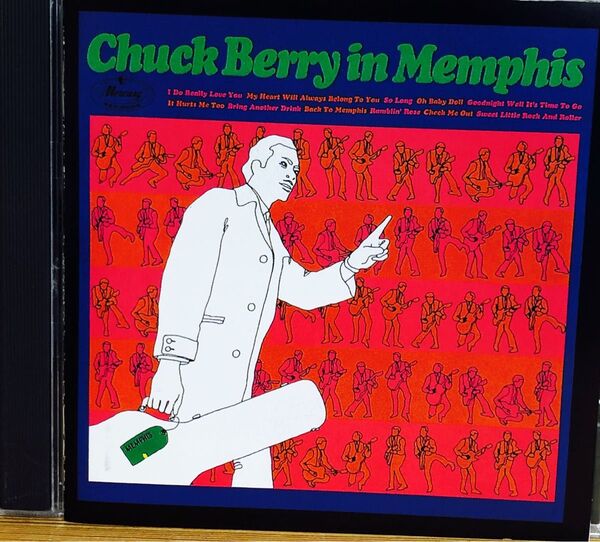 Chuck Berry in Memphis
Mercury
I Do Really Love You My Heart Will Always Belong To You So Long Oh Baby Doll Goodnight Well It's Time To Go
It Hurts Me Too Bring Another Drink Back To Memphis Ramblin' Rose Check Me Out Sweet Little Rock And Roller
MEMPHIS